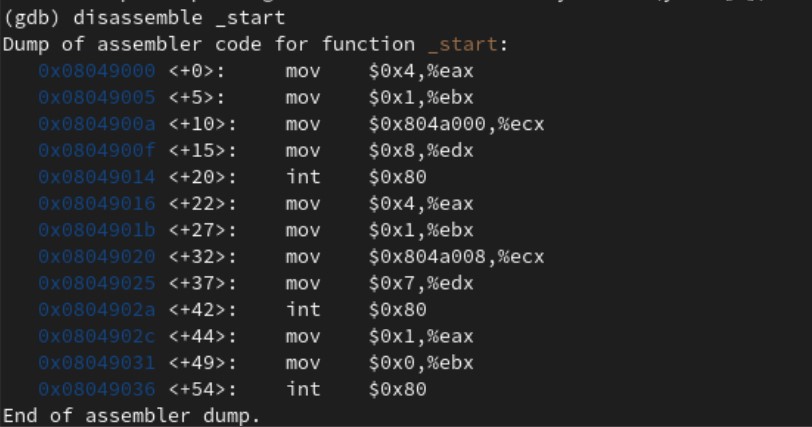 (gdb) disassemble _start
Dump of assembler code for function _start:
   0x08049000 <+0>:	mov    $0x4,%eax
   0x08049005 <+5>:	mov    $0x1,%ebx
   0x0804900a <+10>:	mov    $0x804a000,%ecx
   0x0804900f <+15>:	mov    $0x8,%edx
   0x08049014 <+20>:	int    $0x80
   0x08049016 <+22>:	mov    $0x4,%eax
   0x0804901b <+27>:	mov    $0x1,%ebx
   0x08049020 <+32>:	mov    $0x804a008,%ecx
   0x08049025 <+37>:	mov    $0x7,%edx
   0x0804902a <+42>:	int    $0x80
   0x0804902c <+44>:	mov    $0x1,%eax
   0x08049031 <+49>:	mov    $0x0,%ebx
   0x08049036 <+54>:	int    $0x80
End of assembler dump.